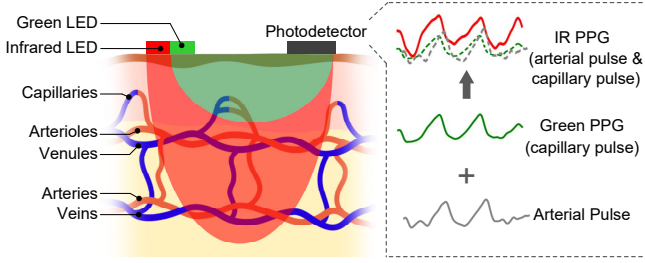 Green LED
Infrared LED
Photodetector
Capillaries
Arterioles
Venules
Arteries
Veins
IR PPG
(arterial pulse &
capillary pulse)
Green PPG
(capillary pulse)
+
Arterial Pulse